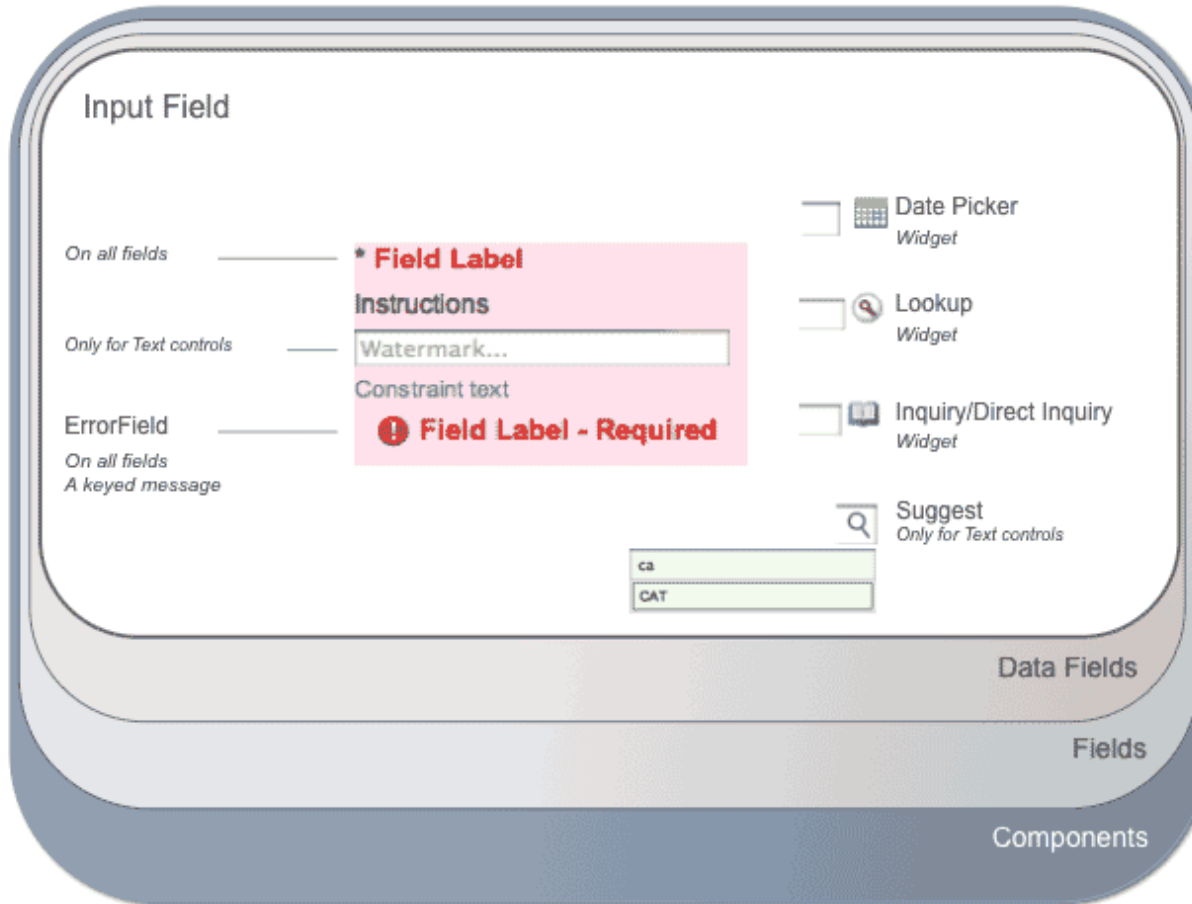 Input Field
On all fields
* Field Label
Instructions
Only for Text controls
Watermark...
Constraint text
ErrorField
On all fields
A keyed message
Field Label - Required
Date Picker
Widget
Lookup
Widget
Inquiry/Direct Inquiry
Widget
Suggest
Only for Text controls
ca
CAT
Data Fields
Fields
Components